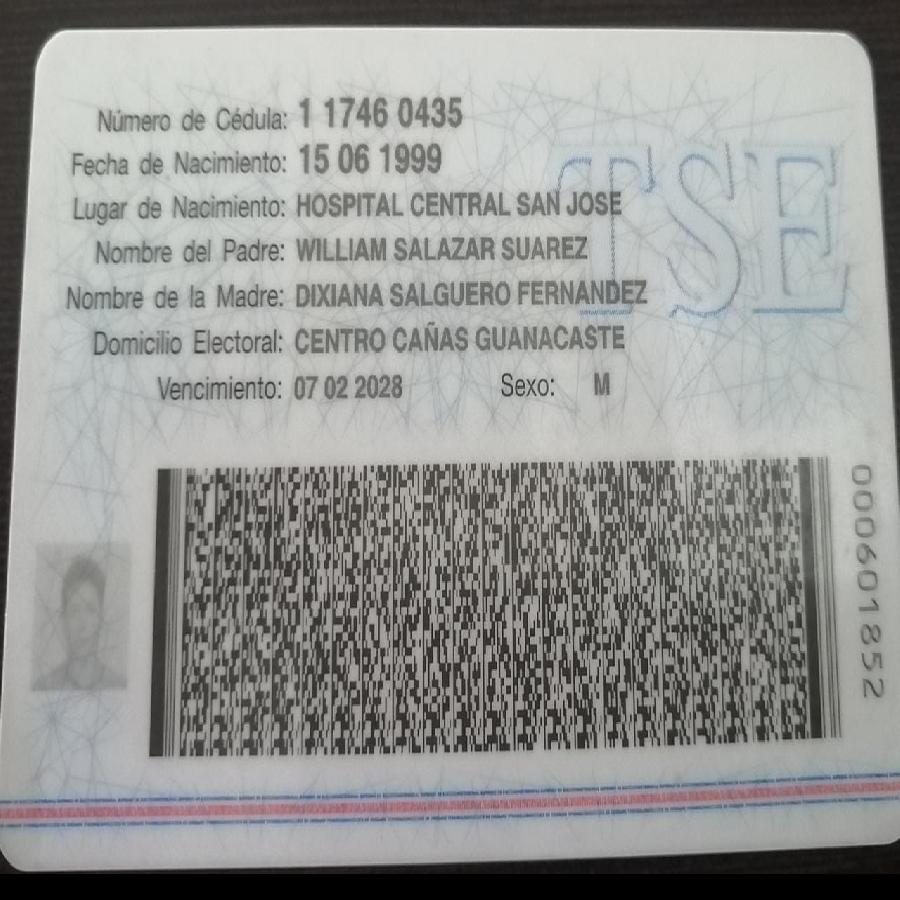 Número de Cédula: 1 1746 0435
Fecha de Nacimiento: 15 06 1999
Lugar de Nacimiento: HOSPITAL CENTRAL SAN JOSE
Nombre del Padre: WILLIAM SALAZAR SUAREZ
Nombre de la Madre: DIXIANA SALGUERO FERNANDEZ
Domicilio Electoral: CENTRO CAÑAS GUANACASTE
Vencimiento: 07 02 2028 Sexo: M
TSE
000601852